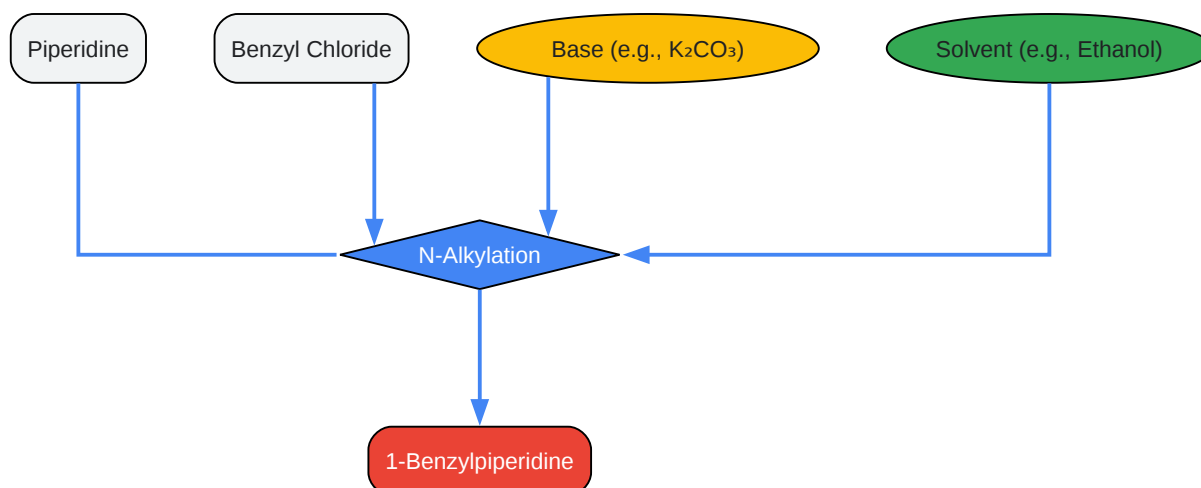 Piperidine
Benzyl Chloride
Base (e.g., K₂CO₃)
Solvent (e.g., Ethanol)
N-Alkylation
1-Benzylpiperidine